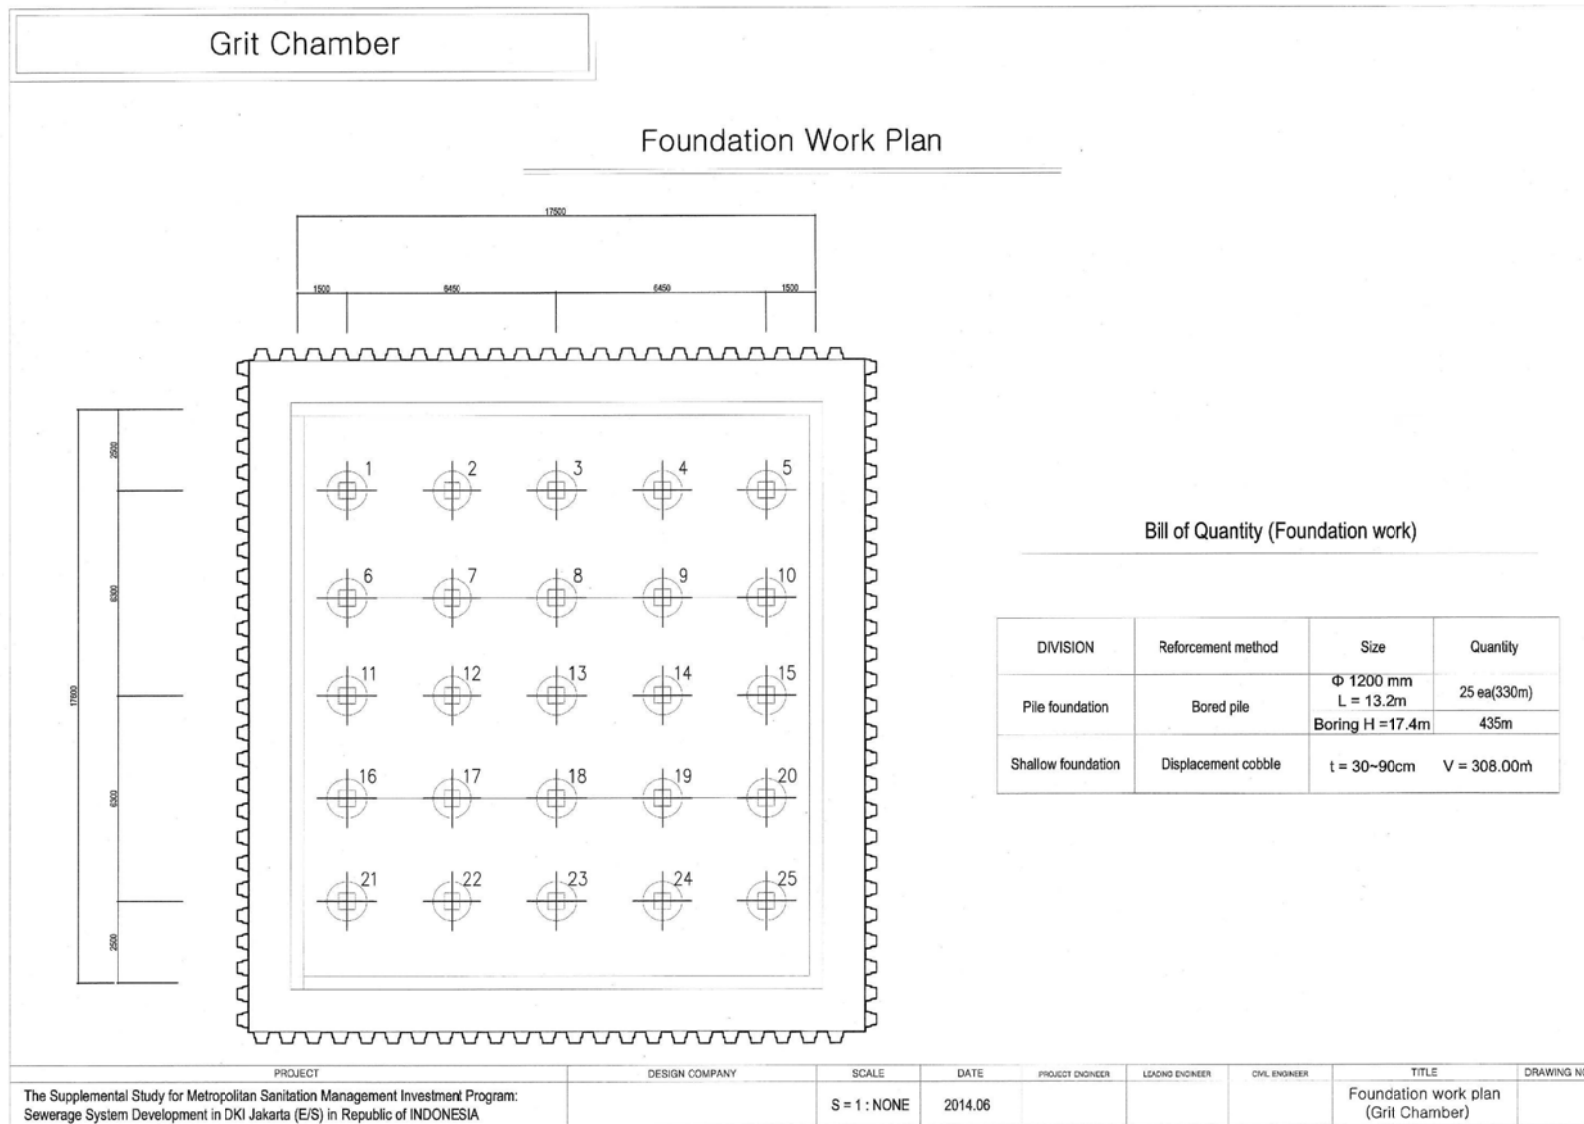 Grit Chamber
Foundation Work Plan
17500
1500 6450 6450 1500
2500
6300
17600
6300
2500
1 2 3 4 5
6 7 8 9 10
11 12 13 14 15
16 17 18 19 20
21 22 23 24 25
Bill of Quantity (Foundation work)
DIVISION Reforcement method Size Quantity
Pile foundation Bored pile Φ 1200 mm L = 13.2m 25 ea(330m)
Boring H =17.4m 435m
Shallow foundation Displacement cobble t = 30~90cm V = 308.00㎥
PROJECT DESIGN COMPANY SCALE DATE PROJECT ENGINEER LEADING ENGINEER CIVIL ENGINEER TITLE DRAWING NO
The Supplemental Study for Metropolitan Sanitation Management Investment Program:
Sewerage System Development in DKI Jakarta (E/S) in Republic of INDONESIA
S = 1 : NONE 2014.06
Foundation work plan
(Grit Chamber)